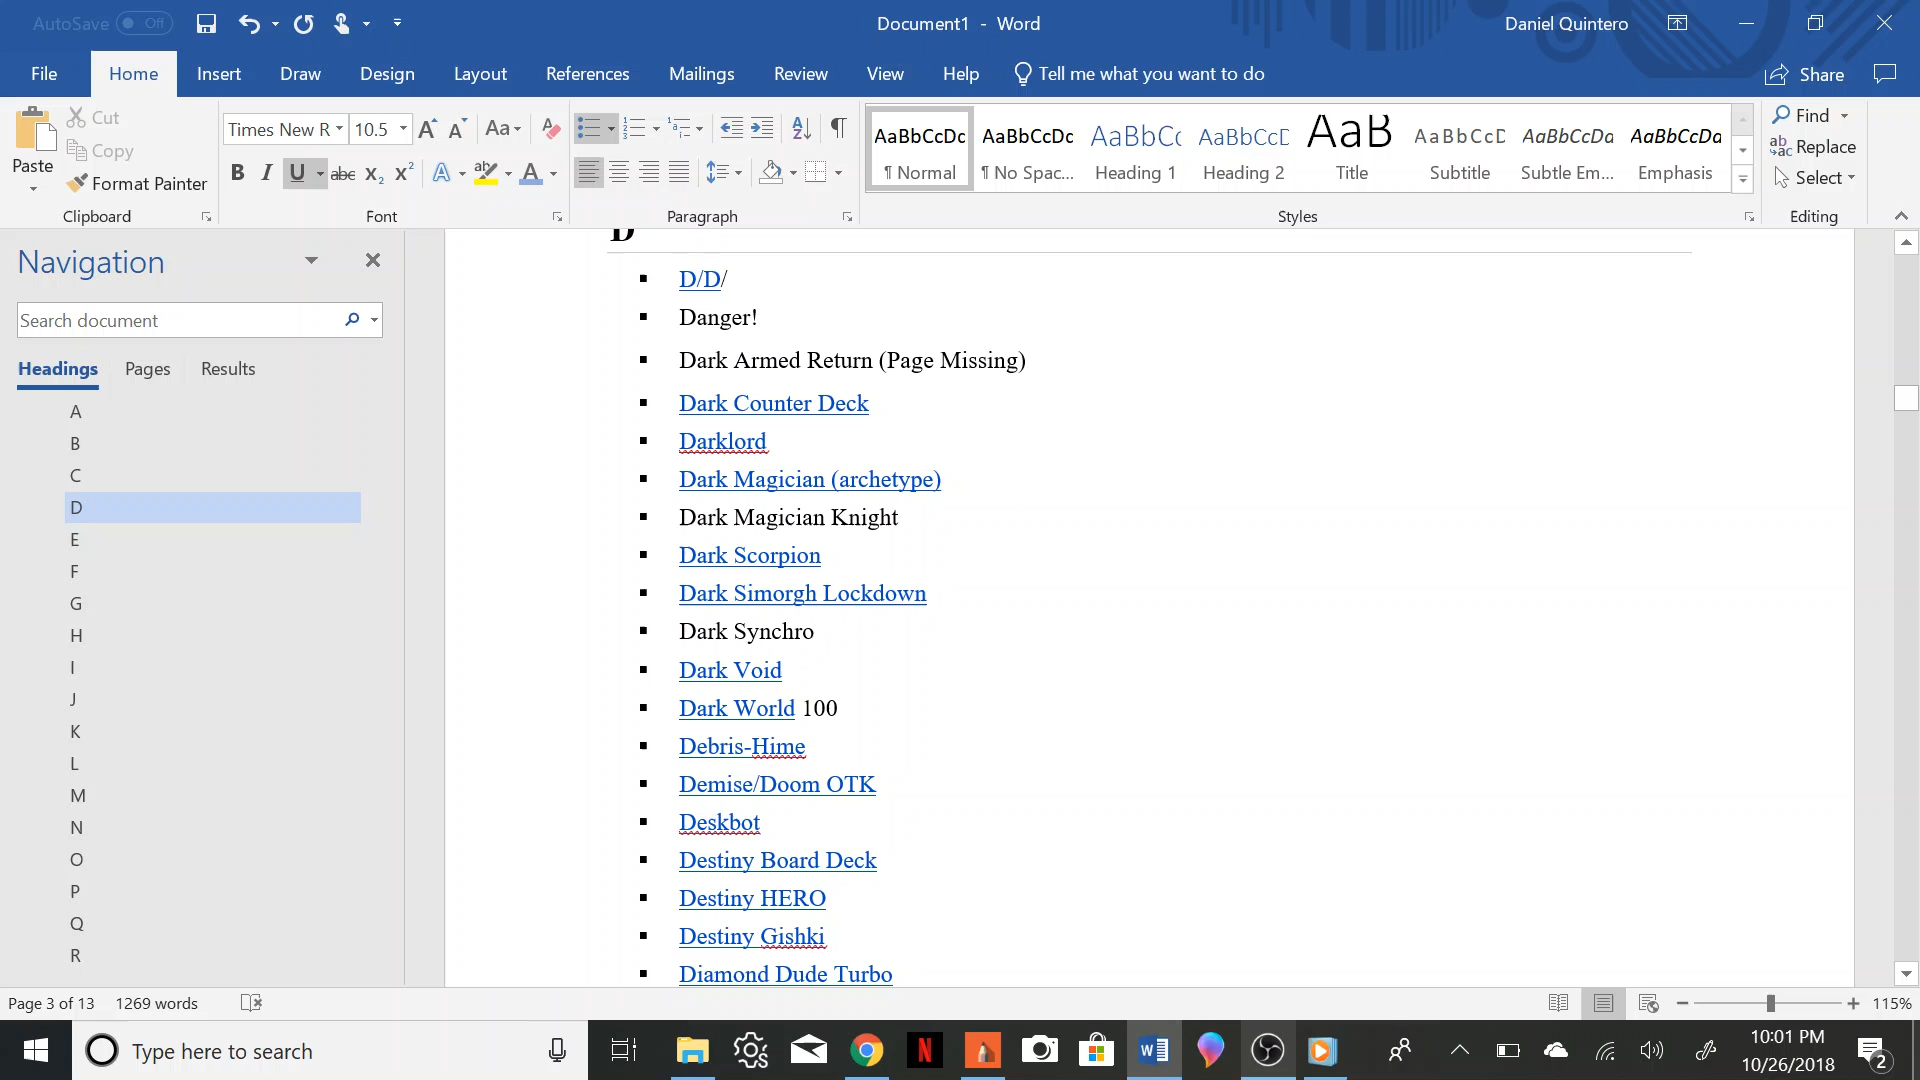 AutoSave Off
Document1 - Word
Daniel Quintero
File Home Insert Draw Design Layout References Mailings Review View Help Tell me what you want to do Share
Paste
Cut
Copy
Format Painter
Clipboard
Times New R 10.5
Font
Paragraph
AaBbCcDc AaBbCcDc AaBbCc AaBbCcD AaB AaBbCcD AaBbCcDa AaBbCcDa
¶ Normal ¶ No Spac... Heading 1 Heading 2 Title Subtitle Subtle Em... Emphasis
Styles
Find
Replace
Select
Editing
Navigation
Search document
Headings Pages Results
A
B
C
D
E
F
G
H
I
J
K
L
M
N
O
P
Q
R
D
D/D/
Danger!
Dark Armed Return (Page Missing)
Dark Counter Deck
Darklord
Dark Magician (archetype)
Dark Magician Knight
Dark Scorpion
Dark Simorgh Lockdown
Dark Synchro
Dark Void
Dark World 100
Debris-Hime
Demise/Doom OTK
Deskbot
Destiny Board Deck
Destiny HERO
Destiny Gishki
Diamond Dude Turbo
Page 3 of 13 1269 words
115%
Type here to search
10:01 PM
10/26/2018
2